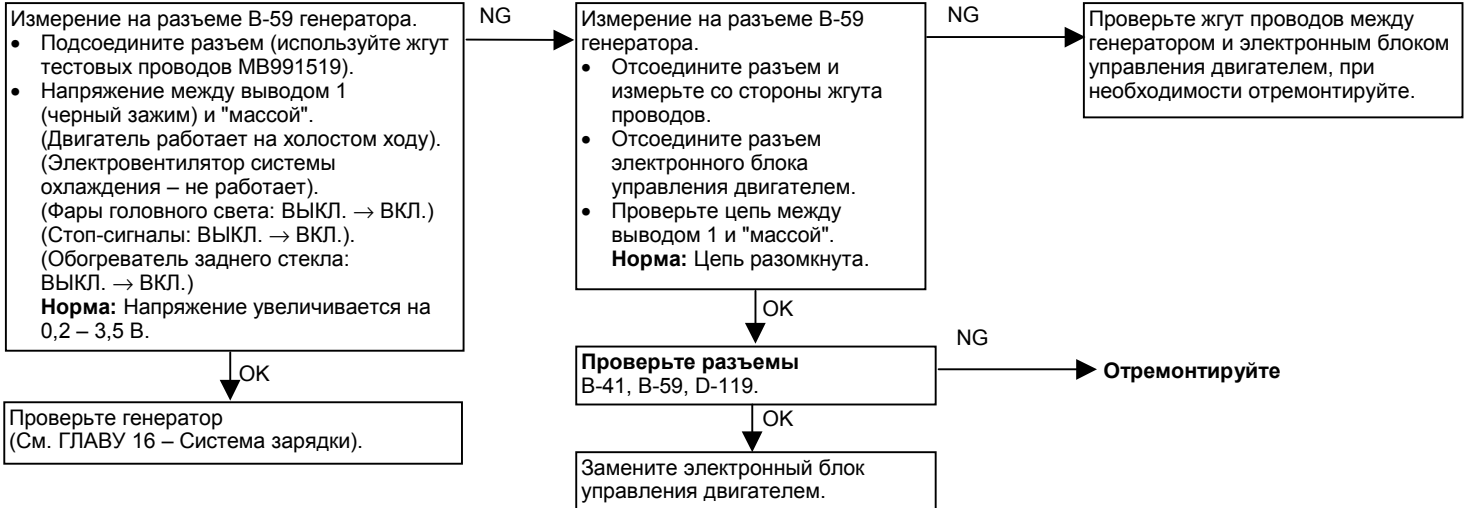 Измерение на разъеме B-59 генератора.
• Подсоедините разъем (используйте жгут
тестовых проводов MB991519).
• Напряжение между выводом 1
(черный зажим) и "массой".
(Двигатель работает на холостом ходу).
(Электровентилятор системы
охлаждения – не работает).
(Фары головного света: ВЫКЛ. → ВКЛ.)
(Стоп-сигналы: ВЫКЛ. → ВКЛ.).
(Обогреватель заднего стекла:
ВЫКЛ. → ВКЛ.)
Норма: Напряжение увеличивается на
0,2 – 3,5 В.
OK
Проверьте генератор
(См. ГЛАВУ 16 – Система зарядки).
NG
Измерение на разъеме B-59
генератора.
• Отсоедините разъем и
измерьте со стороны жгута
проводов.
• Отсоедините разъем
электронного блока
управления двигателем.
• Проверьте цепь между
выводом 1 и "массой".
Норма: Цепь разомкнута.
OK
Проверьте разъемы
B-41, B-59, D-119.
OK
Замените электронный блок
управления двигателем.
NG
Проверьте жгут проводов между
генератором и электронным блоком
управления двигателем, при
необходимости отремонтируйте.
NG
Отремонтируйте